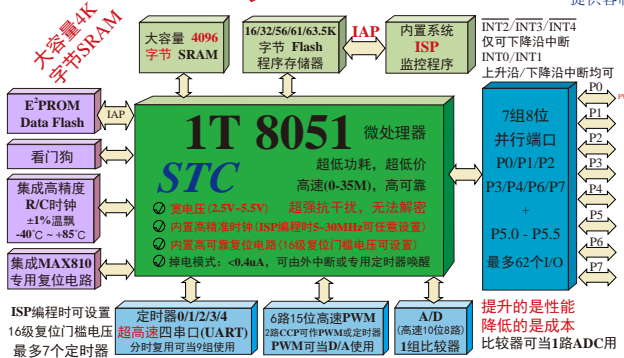 大容量4K
字节SRAM
大容量 4096
字节 SRAM
16/32/56/61/63.5K
字节 Flash
程序存储器
IAP
内置系统
ISP
监控程序
INT2/INT3/INT4
仅可下降沿中断
INT0/INT1
上升沿/下降沿中断均可
E²PROM
Data Flash
IAP
看门狗
集成高精度
R/C时钟
±1%温飘
-40℃ ~ +85℃
集成MAX810
专用复位电路
1T 8051 微处理器
STC
超低功耗，超低价
高速(0-35M)，高可靠
宽电压(2.5V~5.5V) 超强抗干扰，无法解密
内置高精准时钟(ISP编程时5~30MHz可任意设置)
内置高可靠复位电路(16级复位门槛电压可设置)
掉电模式：<0.4uA，可由外中断或专用定时器唤醒
7组8位
并行端口
P0/P1/P2
P3/P4/P6/P7
+
P5.0 - P5.5
最多62个I/O
P0
P1
P2
P3
P4
P5
P6
P7
ISP编程时可设置
16级复位门槛电压
最多7个定时器
定时器0/1/2/3/4
超高速四串口(UART)
分时复用可当9组使用
6路15位高速PWM
2路CCP可作PWM或定时器
PWM可当D/A使用
A/D
(高速10位8路)
1组比较器
提升的是性能
降低的是成本
比较器可当1路ADC用